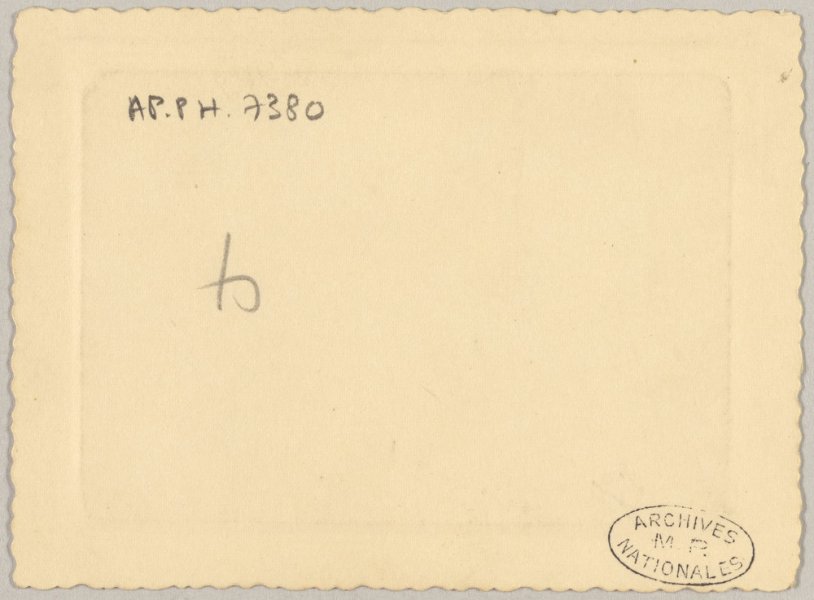 AP.PH. 7380
ARCHIVES
M. P.
NATIONALES